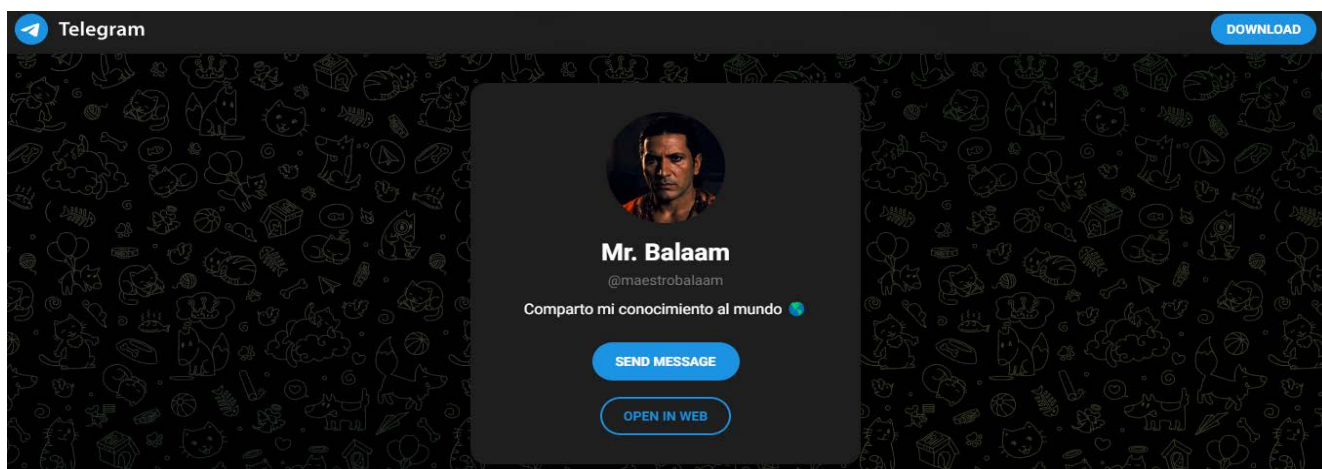 Telegram
DOWNLOAD
Mr. Balaam
@maestrobalaam
Comparto mi conocimiento al mundo 🌎
SEND MESSAGE
OPEN IN WEB